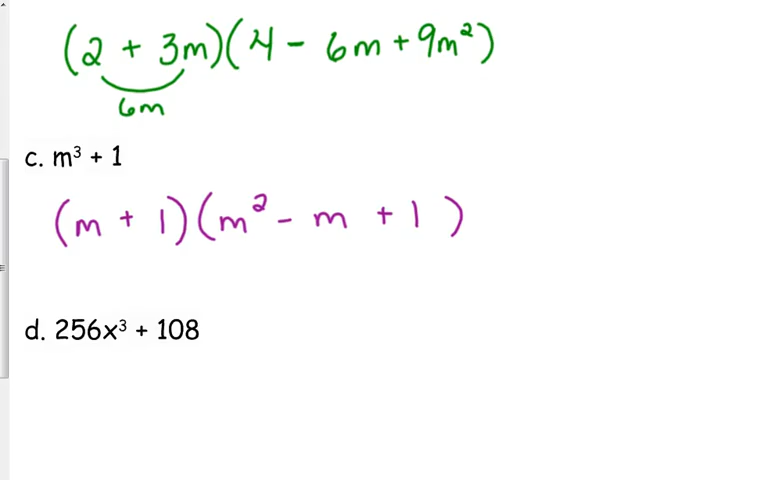 (2 + 3m)(4 - 6m + 9m²)
6m
c. m³ + 1
(m + 1)(m² - m + 1)
d. 256x³ + 108